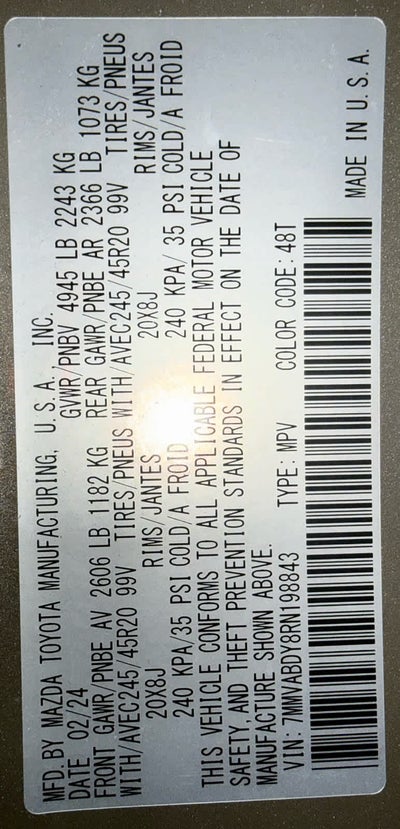 MFD. BY MAZDA TOYOTA MANUFACTURING, U.S.A. INC.
DATE 02/24 GVWR/PNBV 4945 LB 2243 KG
FRONT GAWR/PNBE AV 2606 LB 1182 KG REAR GAWR/PNBE AR 2366 LB 1073 KG
WITH/AVEC245/45R20 99V TIRES/PNEUS WITH/AVEC245/45R20 99V TIRES/PNEUS
20X8J RIMS/JANTES 20X8J RIMS/JANTES
240 KPA/35 PSI COLD/A FROID 240 KPA/ 35 PSI COLD/A FROID
THIS VEHICLE CONFORMS TO ALL APPLICABLE FEDERAL MOTOR VEHICLE
SAFETY, AND THEFT PREVENTION STANDARDS IN EFFECT ON THE DATE OF
MANUFACTURE SHOWN ABOVE.
VIN: 7MMVABDY8RN198843 TYPE: MPV COLOR CODE: 48T
MADE IN U.S.A.